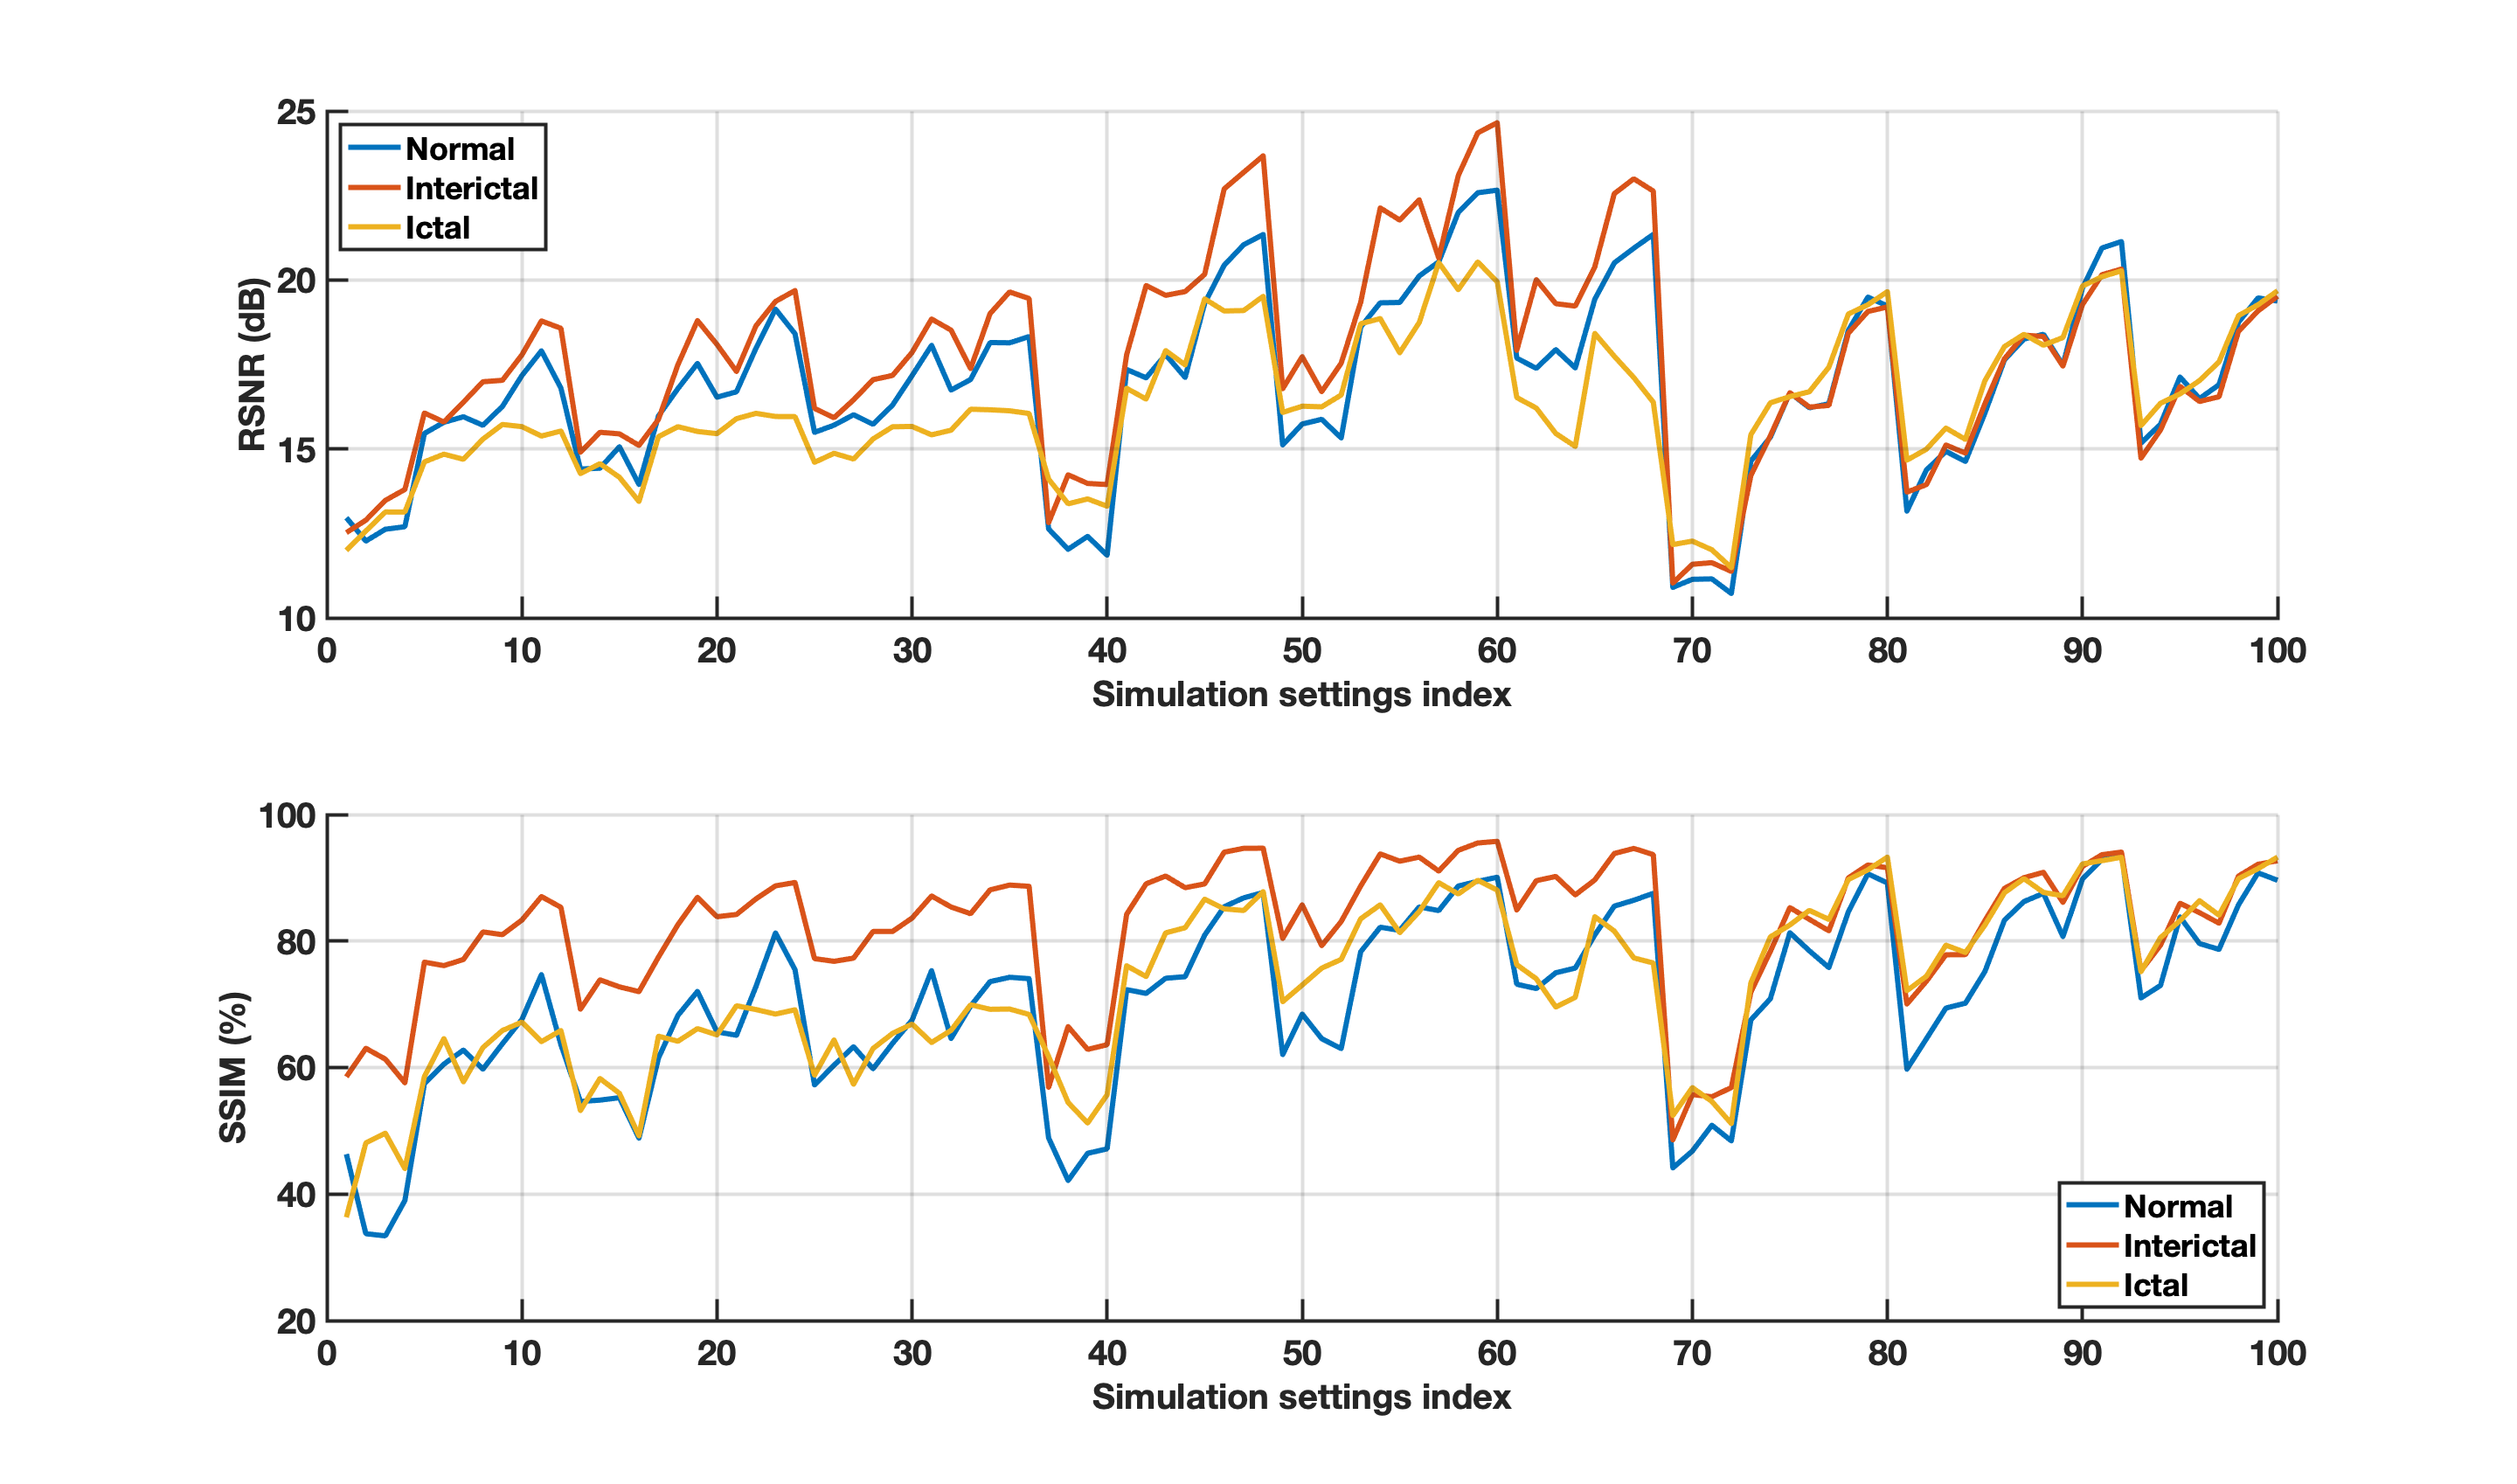 25
20
15
10
RSNR (dB)
Normal
Interictal
Ictal
0 10 20 30 40 50 60 70 80 90 100
Simulation settings index
100
80
60
40
20
SSIM (%)
Normal
Interictal
Ictal
0 10 20 30 40 50 60 70 80 90 100
Simulation settings index